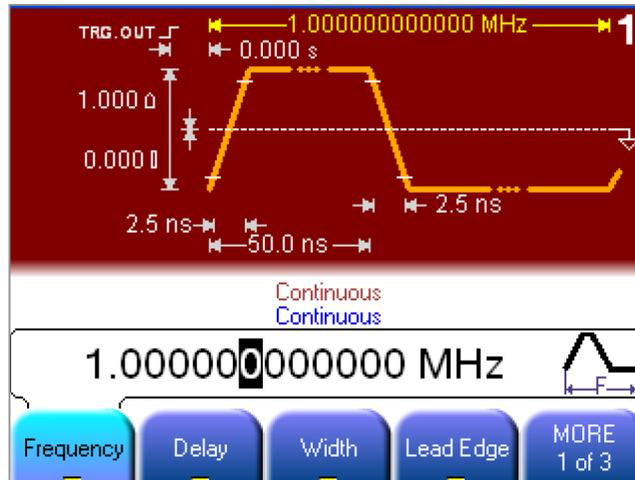 TRG.OUT
1.000000000000 MHz
1
0.000 s
1.000
0.000
2.5 ns
2.5 ns
50.0 ns
Continuous
Continuous
1.000000000000 MHz
F
Frequency
Delay
Width
Lead Edge
MORE
1 of 3